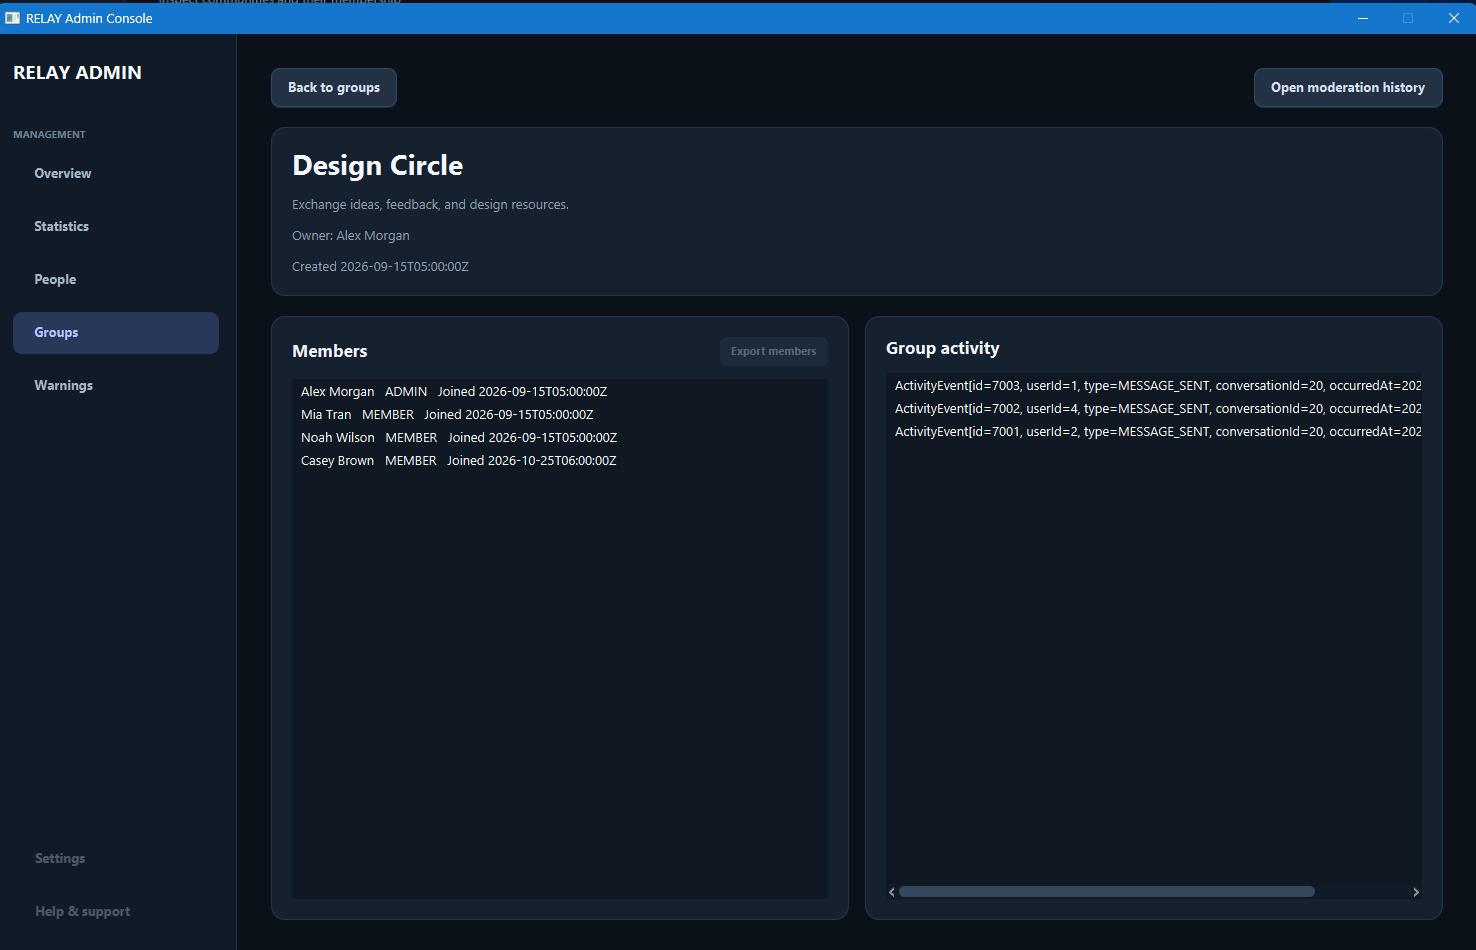 inspect communities and their membership
RELAY Admin Console
RELAY ADMIN
MANAGEMENT
Overview
Statistics
People
Groups
Warnings
Settings
Help & support
Back to groups
Open moderation history
Design Circle
Exchange ideas, feedback, and design resources.
Owner: Alex Morgan
Created 2026-09-15T05:00:00Z
Members
Export members
Alex Morgan ADMIN Joined 2026-09-15T05:00:00Z
Mia Tran MEMBER Joined 2026-09-15T05:00:00Z
Noah Wilson MEMBER Joined 2026-09-15T05:00:00Z
Casey Brown MEMBER Joined 2026-10-25T06:00:00Z
Group activity
ActivityEvent[id=7003, userId=1, type=MESSAGE_SENT, conversationId=20, occurredAt=202
ActivityEvent[id=7002, userId=4, type=MESSAGE_SENT, conversationId=20, occurredAt=202
ActivityEvent[id=7001, userId=2, type=MESSAGE_SENT, conversationId=20, occurredAt=202